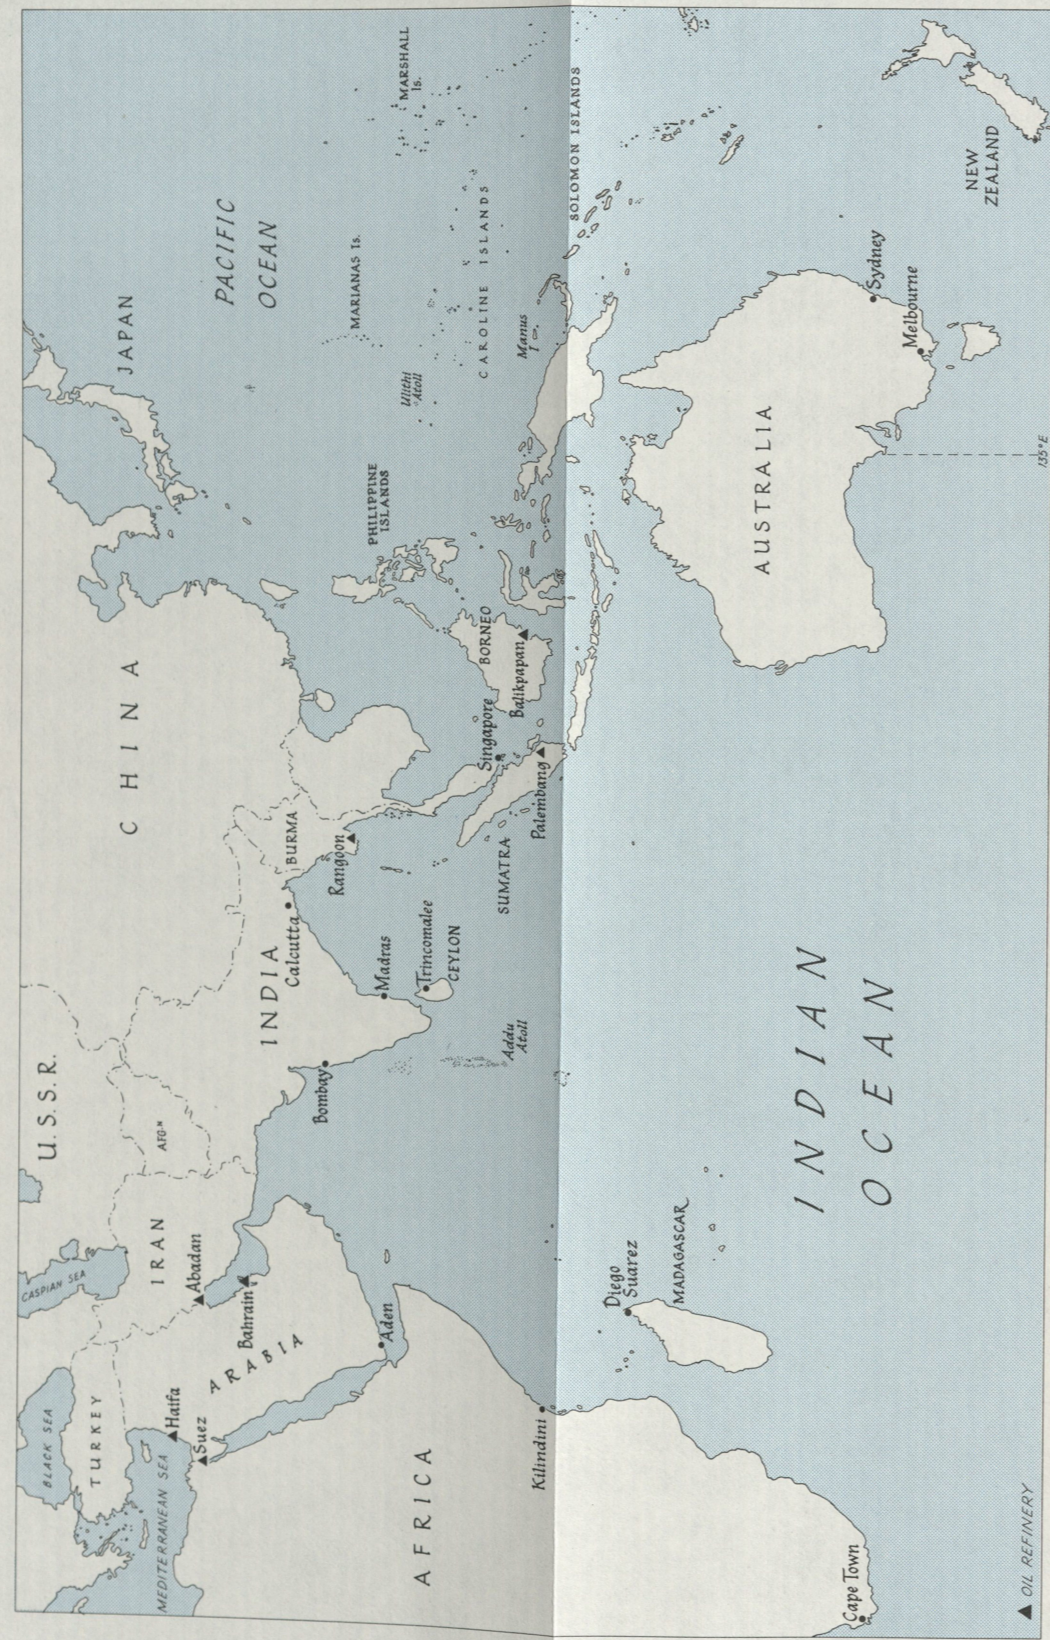 BLACK SEA
CASPIAN SEA
U.S.S.R.
TURKEY
MEDITERRANEAN SEA
Haifa
Suez
IRAN
Abadan
AFG·N
Bahrain
ARABIA
Aden
AFRICA
Kilindini
Cape Town
Diego
Suarez
MADAGASCAR
CHINA
INDIA
Calcutta
Bombay
Madras
Trincomalee
CEYLON
Addu
Atoll
BURMA
Rangoon
SUMATRA
Singapore
Palembang
BORNEO
Balikpapan
JAPAN
PACIFIC
OCEAN
PHILIPPINE
ISLANDS
MARIANAS Is.
Ulithi
Atoll
CAROLINE ISLANDS
MARSHALL
Is.
Manus
I
SOLOMON ISLANDS
AUSTRALIA
Sydney
Melbourne
NEW
ZEALAND
INDIAN
OCEAN
135°E
▲ OIL REFINERY